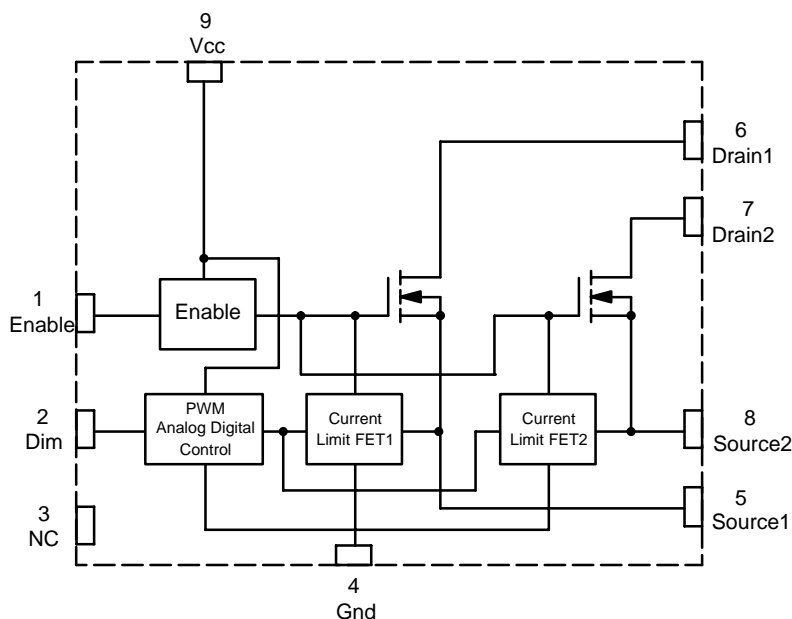 9
Vcc
6
Drain1
7
Drain2
1
Enable
Enable
2
Dim
PWM
Analog Digital
Control
Current
Limit FET1
Current
Limit FET2
8
Source2
3
NC
5
Source1
4
Gnd